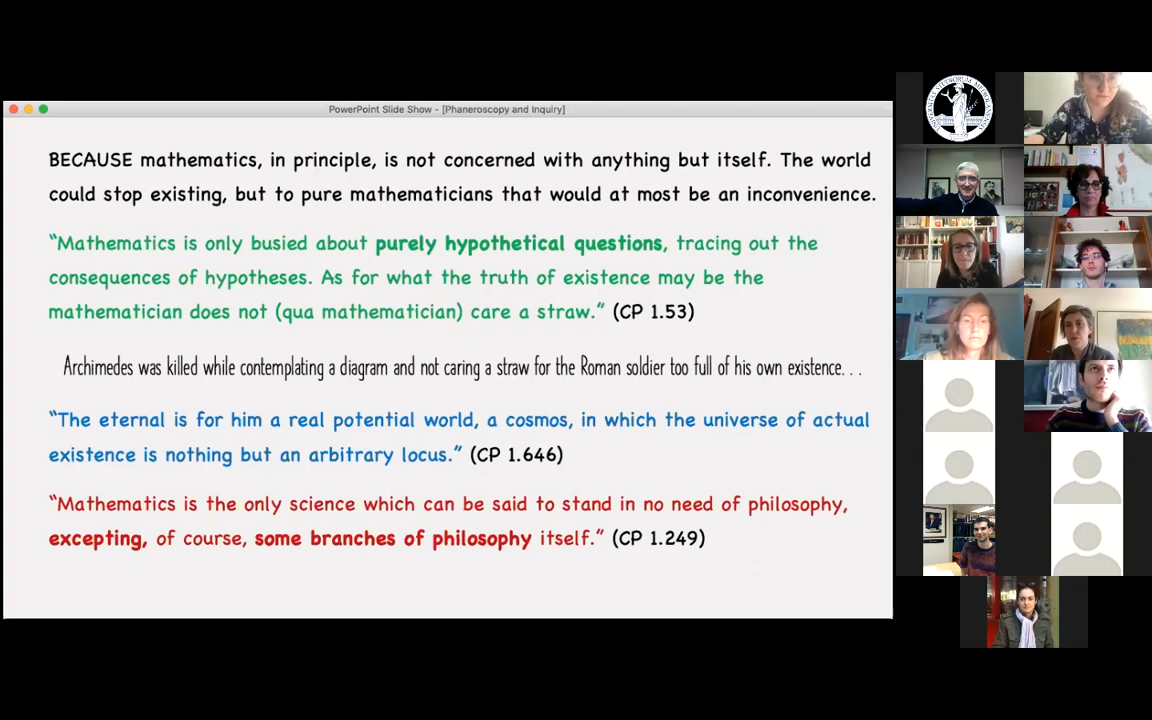 PowerPoint Slide Show - [Phaneroscopy and Inquiry]
BECAUSE mathematics, in principle, is not concerned with anything but itself. The world
could stop existing, but to pure mathematicians that would at most be an inconvenience.
“Mathematics is only busied about purely hypothetical questions, tracing out the
consequences of hypotheses. As for what the truth of existence may be the
mathematician does not (qua mathematician) care a straw.” (CP 1.53)
Archimedes was killed while contemplating a diagram and not caring a straw for the Roman soldier too full of his own existence. . .
“The eternal is for him a real potential world, a cosmos, in which the universe of actual
existence is nothing but an arbitrary locus.” (CP 1.646)
“Mathematics is the only science which can be said to stand in no need of philosophy,
excepting, of course, some branches of philosophy itself.” (CP 1.249)